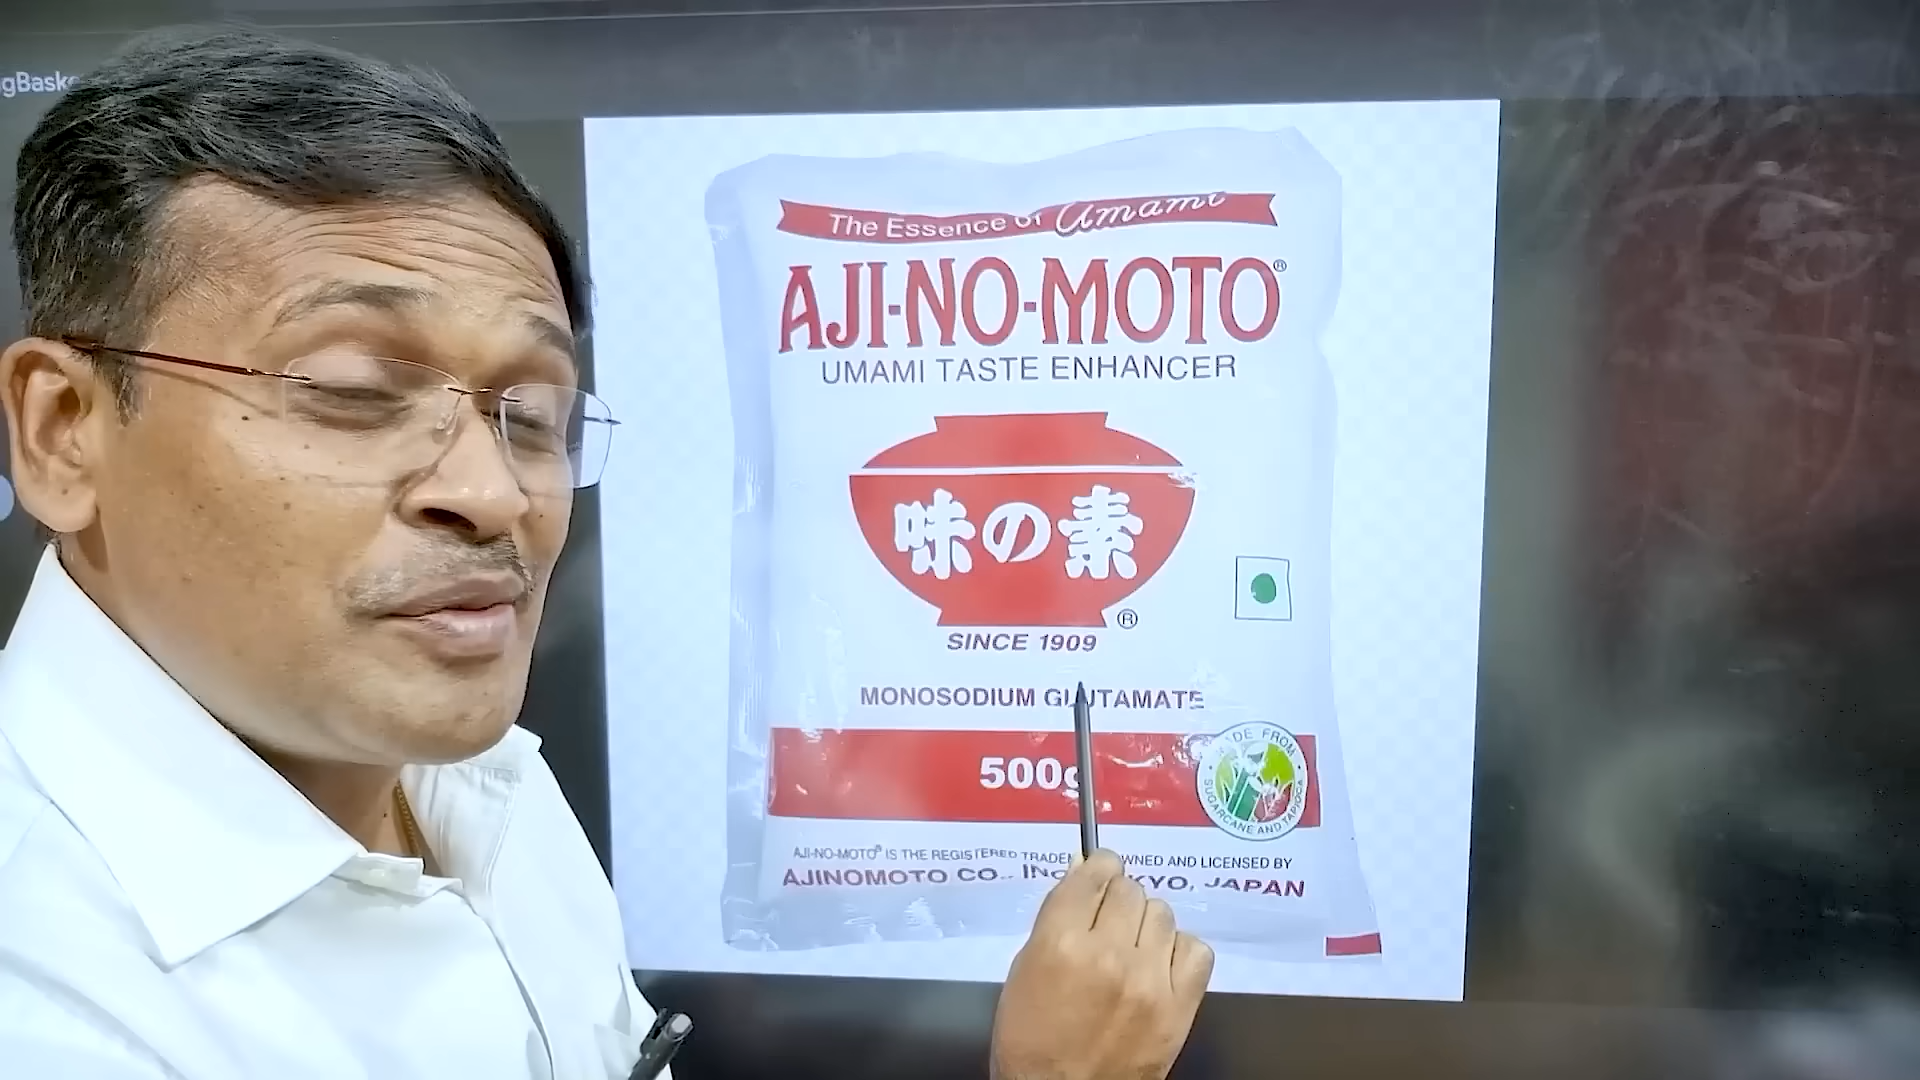 The Essence of Umami
AJI-NO-MOTO®
UMAMI TASTE ENHANCER
味の素
®
SINCE 1909
MONOSODIUM GLUTAMATE
500g
MADE FROM
SUGARCANE AND TAPIOCA
AJI-NO-MOTO® IS THE REGISTERED WNED AND LICENSED BY
AJINOMOTO CO., INC KYO, JAPAN